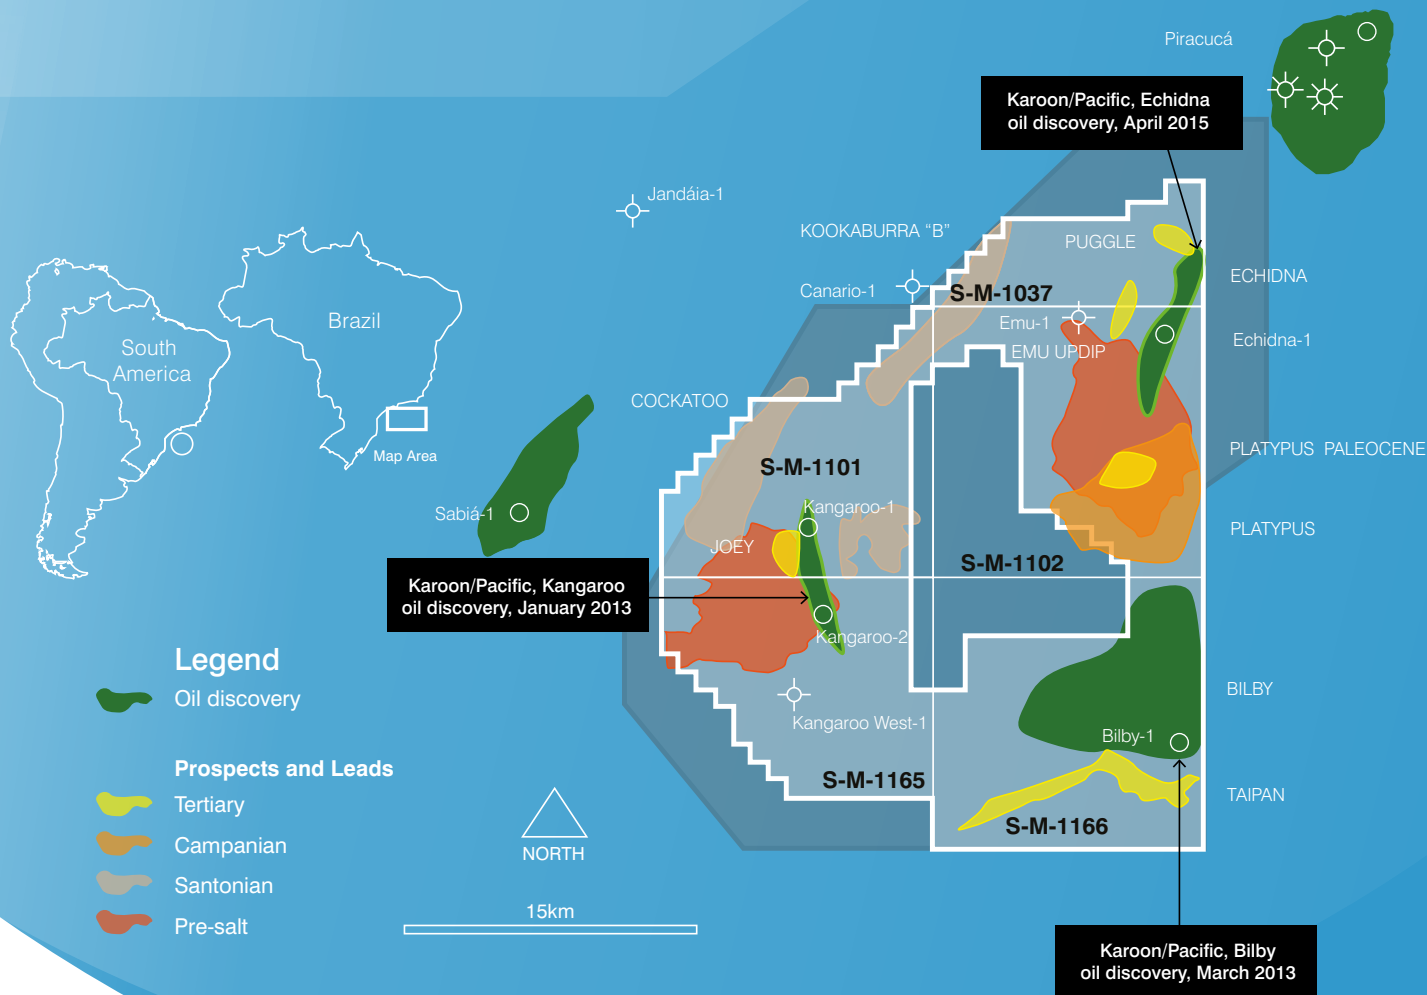 Piracucá
Karoon/Pacific, Echidna
oil discovery, April 2015
Jandáia-1
KOOKABURRA “B”
PUGGLE
ECHIDNA
Canario-1
S-M-1037
Emu-1
Echidna-1
EMU UPDIP
Brazil
South
America
Map Area
COCKATOO
PLATYPUS PALEOCENE
S-M-1101
Sabiá-1
Kangaroo-1
PLATYPUS
JOEY
S-M-1102
Karoon/Pacific, Kangaroo
oil discovery, January 2013
Kangaroo-2
Legend
Oil discovery
BILBY
Kangaroo West-1
Bilby-1
Prospects and Leads
S-M-1165
TAIPAN
Tertiary
S-M-1166
Campanian
NORTH
Santonian
15km
Pre-salt
Karoon/Pacific, Bilby
oil discovery, March 2013